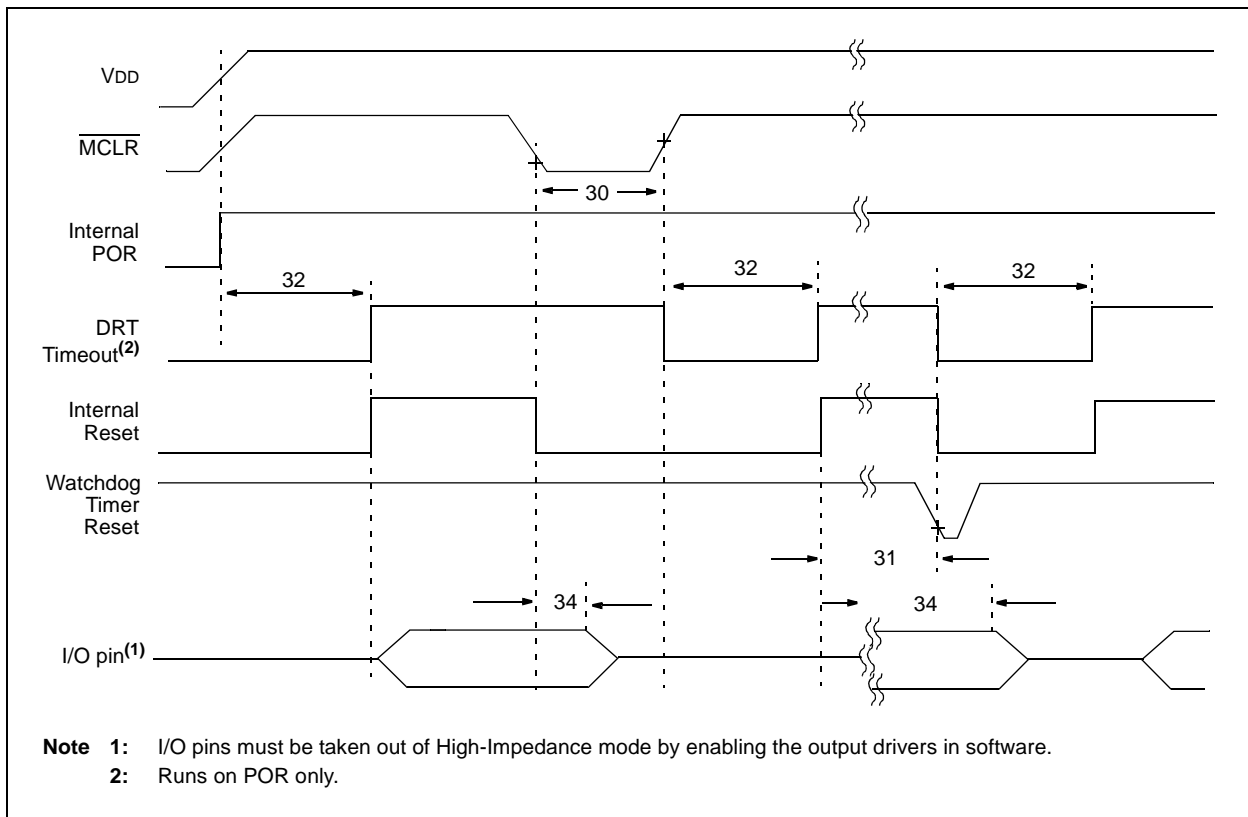 VDD
MCLR
30
Internal
POR
32
32
32
DRT
Timeout(2)
Internal
Reset
Watchdog
Timer
Reset
31
34
34
I/O pin(1)
Note 1: I/O pins must be taken out of High-Impedance mode by enabling the output drivers in software.
2: Runs on POR only.